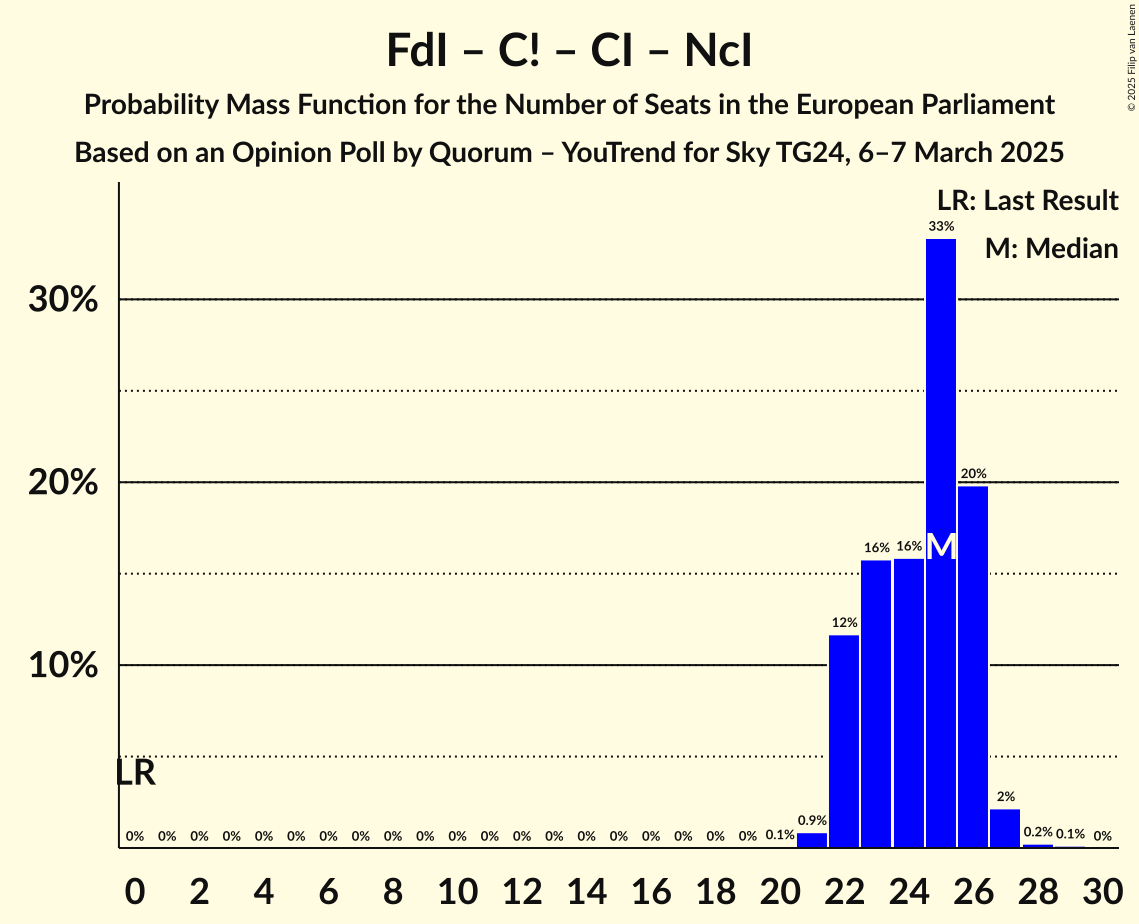 FdI – C! – CI – NcI
Probability Mass Function for the Number of Seats in the European Parliament
Based on an Opinion Poll by Quorum – YouTrend for Sky TG24, 6–7 March 2025
© 2025 Filip van Laenen
LR: Last Result
M: Median
33%
30%
20%
20%
16% 16%
M
12%
10%
LR
2%
0.9%
0% 0% 0% 0% 0% 0% 0% 0% 0% 0% 0% 0% 0% 0% 0% 0% 0% 0% 0% 0% 0.1% 0.2% 0.1% 0%
0 2 4 6 8 10 12 14 16 18 20 22 24 26 28 30